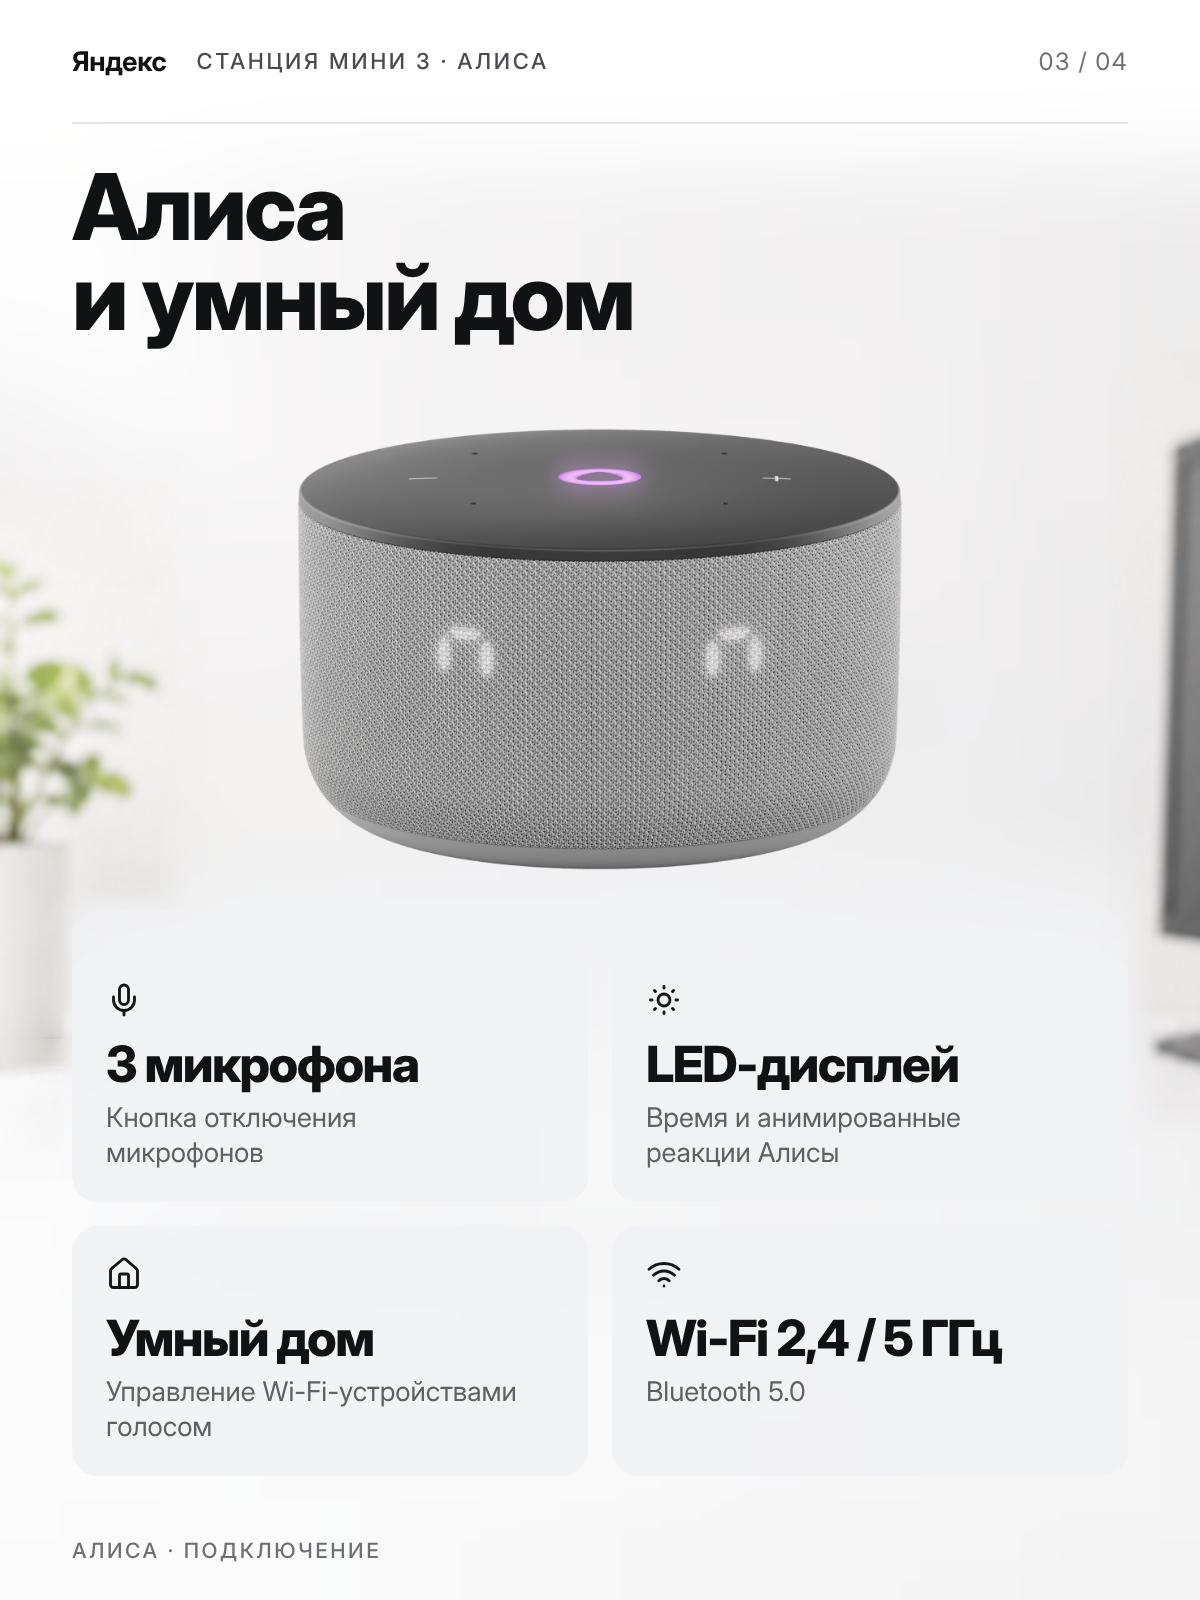 Яндекс СТАНЦИЯ МИНИ 3 · АЛИСА 03 / 04
Алиса
и умный дом
3 микрофона
Кнопка отключения
микрофонов
LED-дисплей
Время и анимированные
реакции Алисы
Умный дом
Управление Wi-Fi-устройствами
голосом
Wi-Fi 2,4 / 5 ГГц
Bluetooth 5.0
АЛИСА · ПОДКЛЮЧЕНИЕ